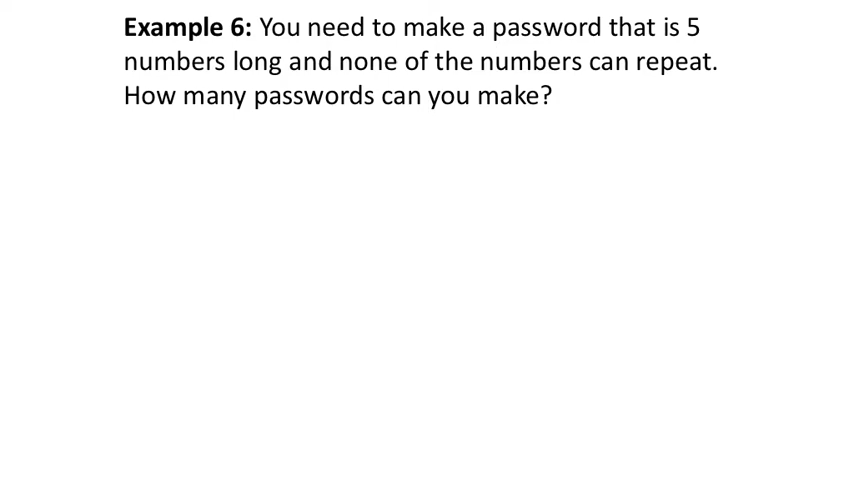 Example 6: You need to make a password that is 5
numbers long and none of the numbers can repeat.
How many passwords can you make?